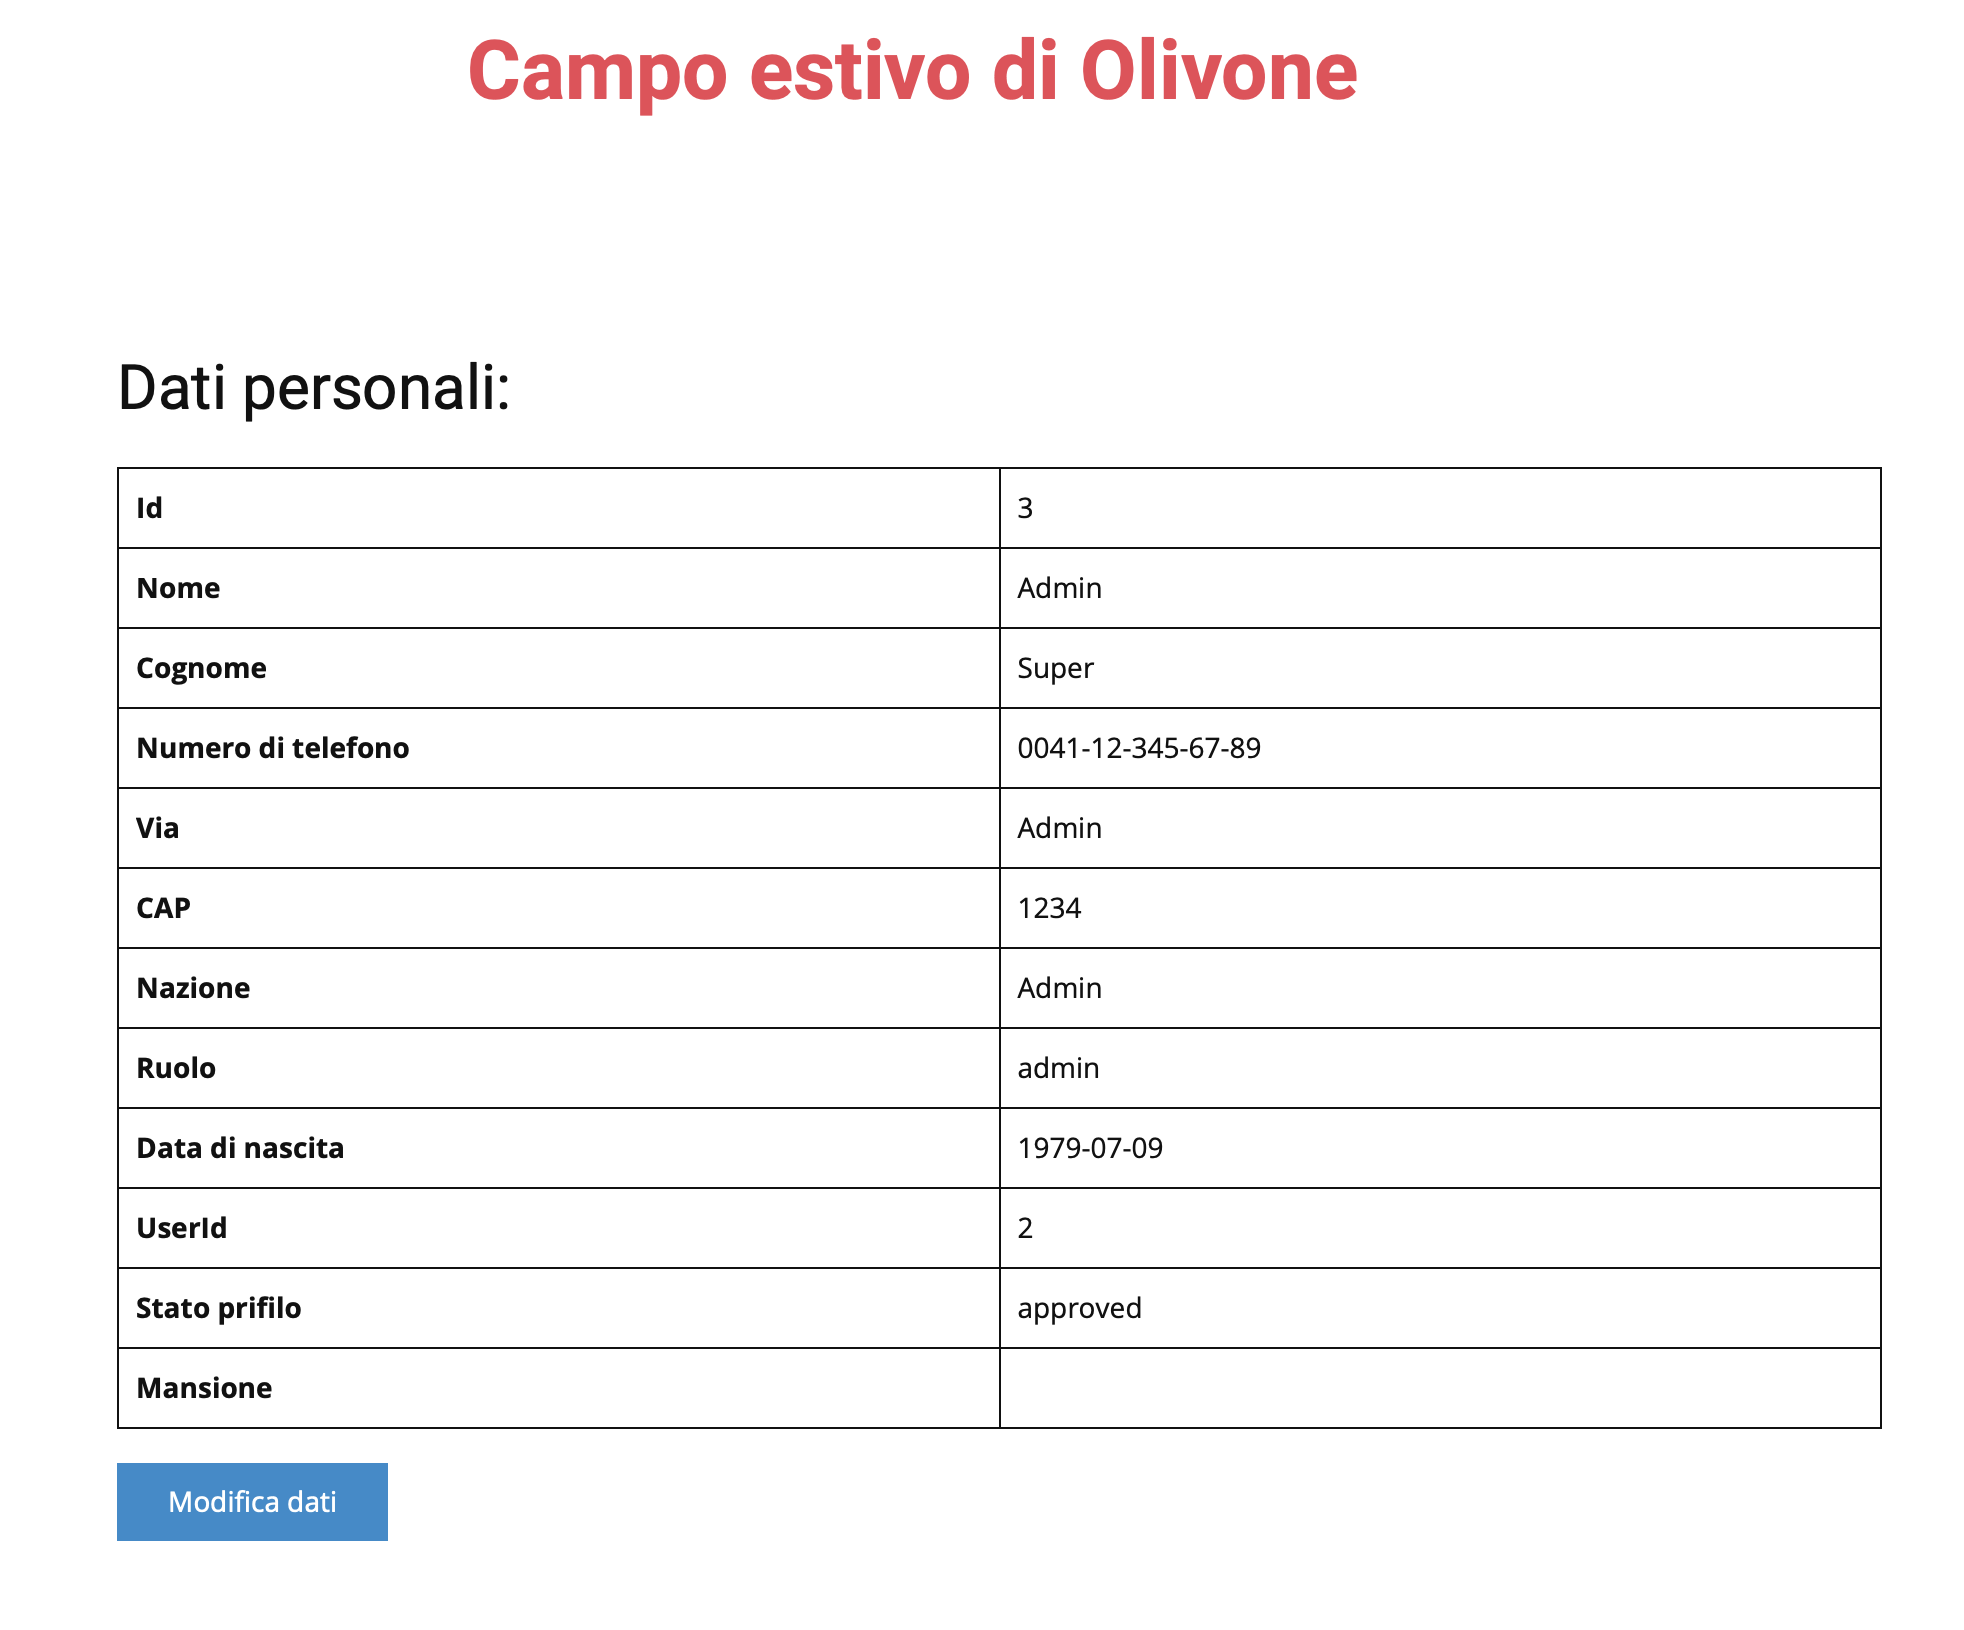 Campo estivo di Olivone
Dati personali:
Id 3
Nome Admin
Cognome Super
Numero di telefono 0041-12-345-67-89
Via Admin
CAP 1234
Nazione Admin
Ruolo admin
Data di nascita 1979-07-09
UserId 2
Stato prifilo approved
Mansione
Modifica dati